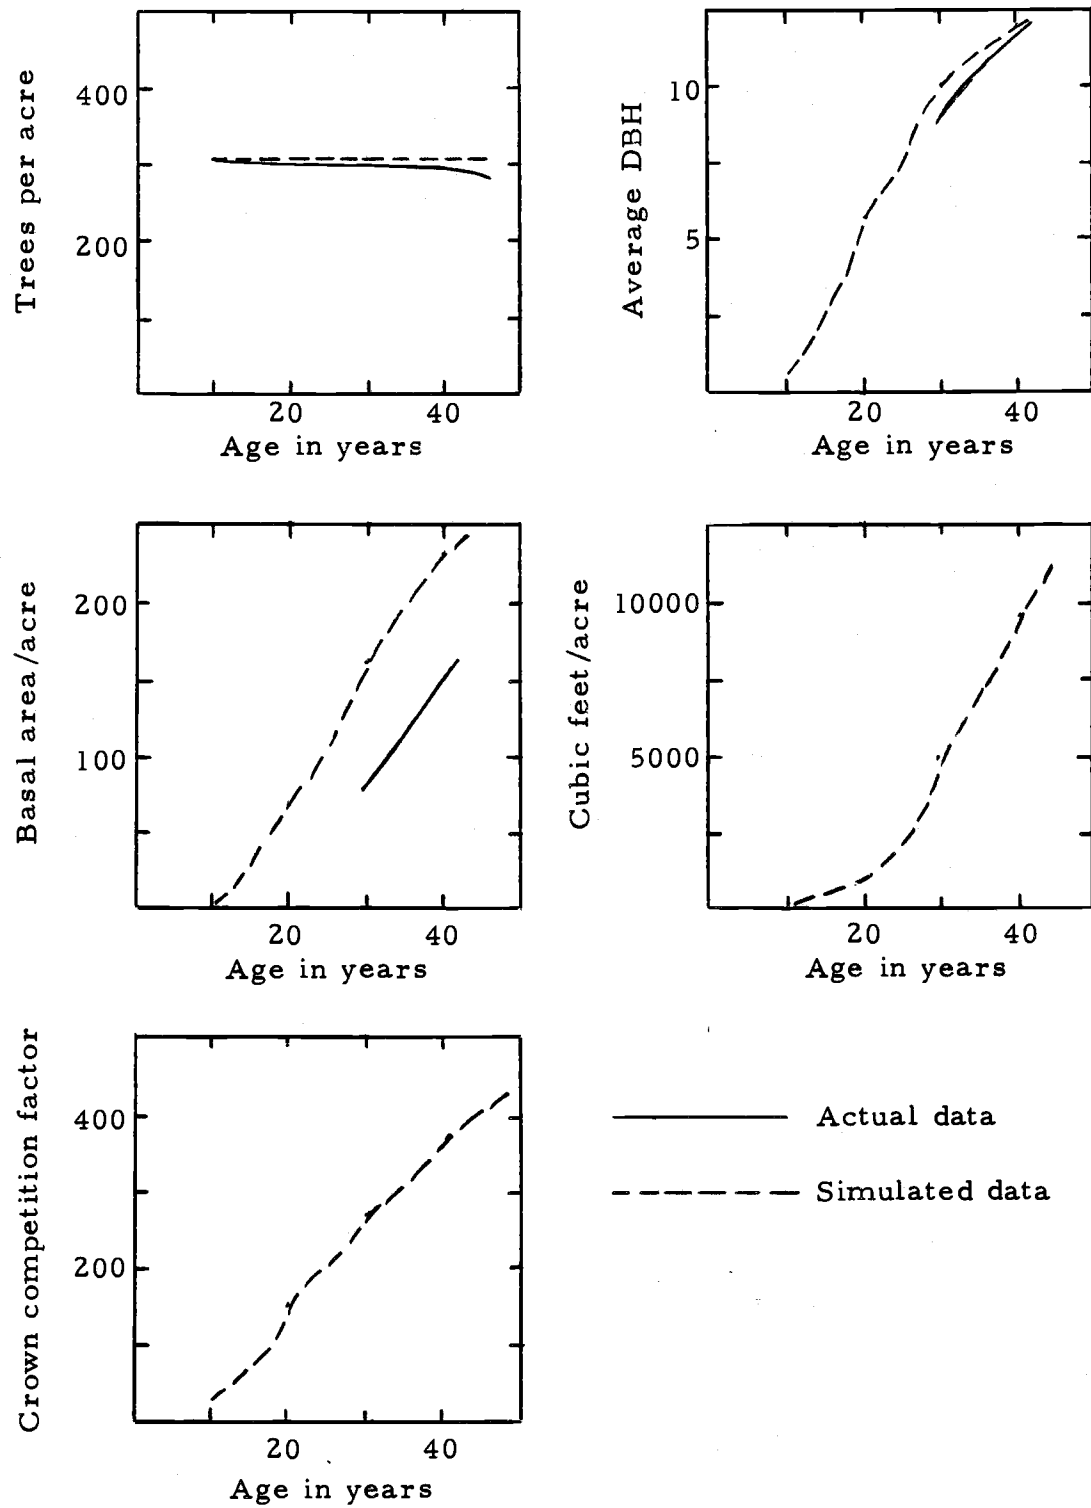 Trees per acre
400
200
20 40
Age in years
Average DBH
10
5
20 40
Age in years
Basal area/acre
200
100
20 40
Age in years
Cubic feet/acre
10000
5000
20 40
Age in years
Crown competition factor
400
200
20 40
Age in years
Actual data
Simulated data